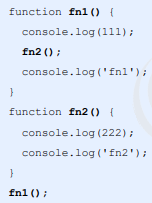 function fn1() {
  console.log(111);
  fn2();
  console.log('fn1');
}
function fn2() {
  console.log(222);
  console.log('fn2');
}
fn1();